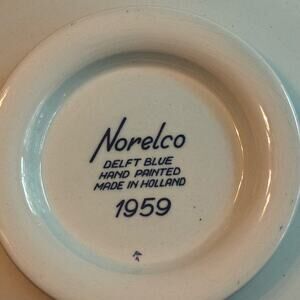 Norelco
DELFT BLUE
HAND PAINTED
MADE IN HOLLAND
1959